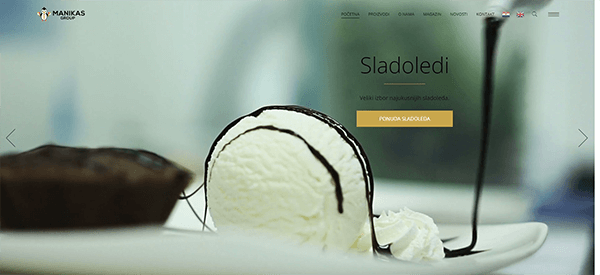 MANIKAS
GROUP
POČETNA PROIZVODI O NAMA MAGAZIN NOVOSTI KONTAKT
Sladoledi
Veliki izbor najukusnijih sladoleda.
PONUDA SLADOLEDA